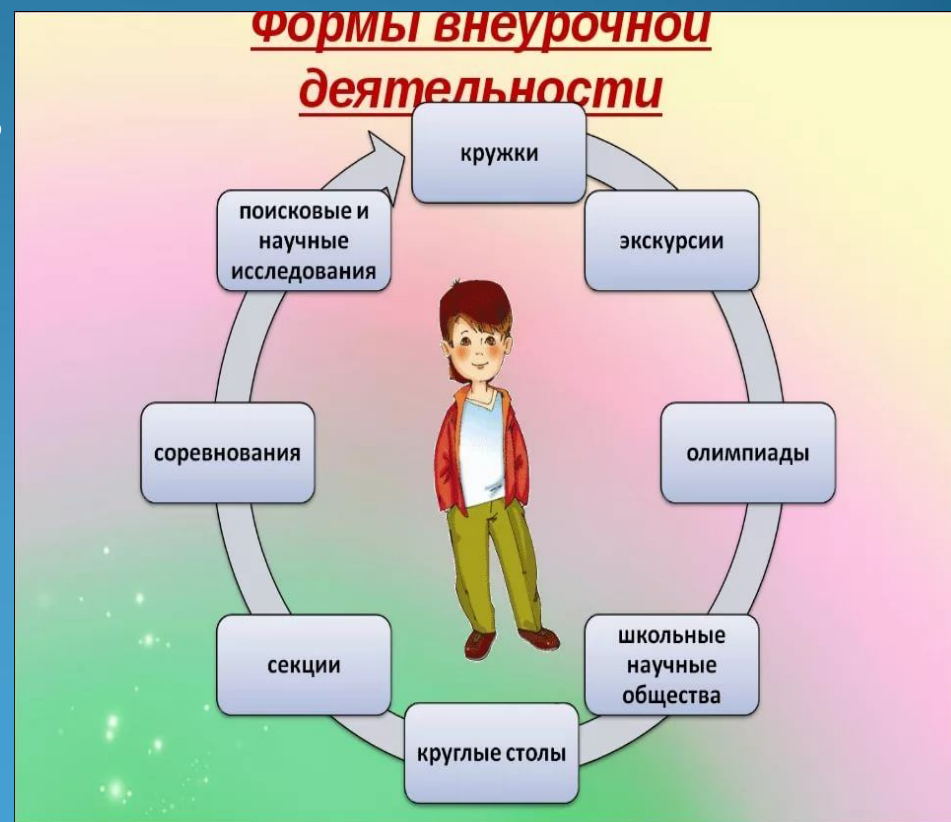 Формы внеурочной
деятельности
кружки
экскурсии
олимпиады
школьные
научные
общества
круглые столы
секции
соревнования
поисковые и
научные
исследования